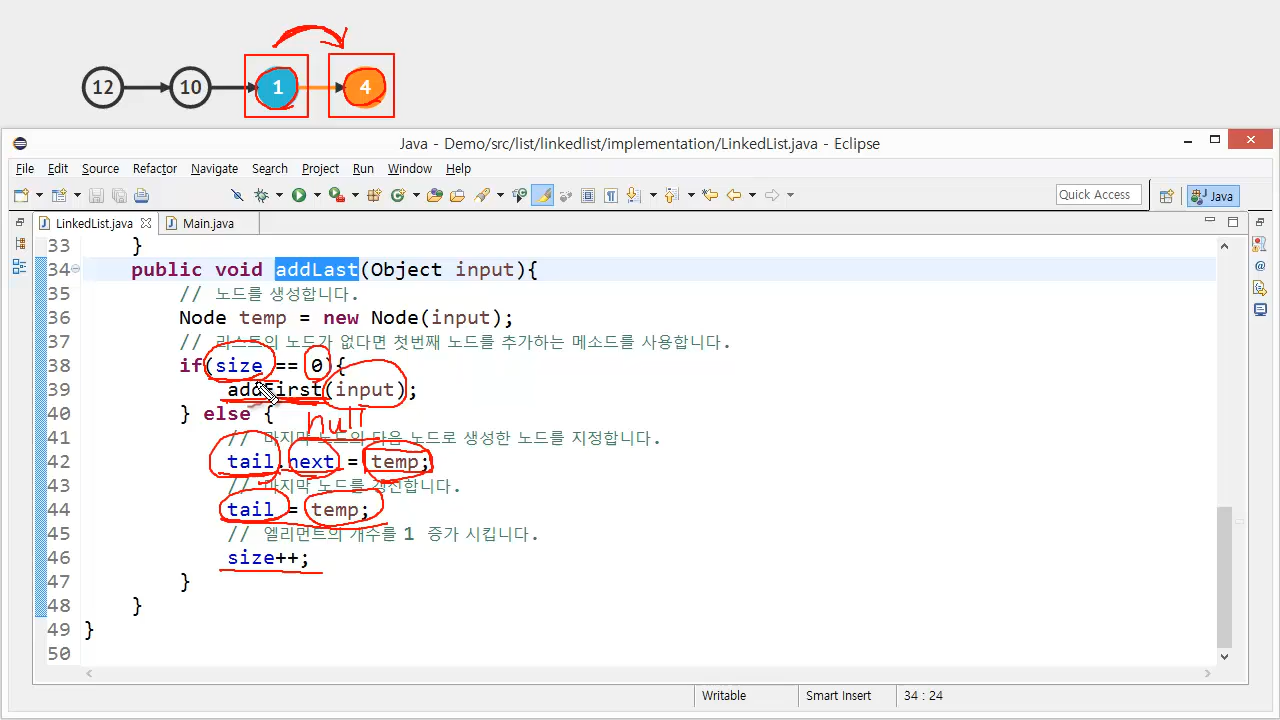 12 10 1 4
Java - Demo/src/list/linkedlist/implementation/LinkedList.java - Eclipse
File Edit Source Refactor Navigate Search Project Run Window Help
Quick Access Java
LinkedList.java Main.java
33 }
34 public void addLast(Object input){
35 // 노드를 생성합니다.
36 Node temp = new Node(input);
37 // 리스트의 노드가 없다면 첫번째 노드를 추가하는 메소드를 사용합니다.
38 if(size == 0){
39 addFirst(input);
40 } else {
null
41 // 마지막 노드의 다음 노드로 생성한 노드를 지정합니다.
42 tail.next = temp;
43 // 마지막 노드를 갱신합니다.
44 tail = temp;
45 // 엘리먼트의 개수를 1 증가 시킵니다.
46 size++;
47 }
48 }
49 }
50
Writable Smart Insert 34 : 24